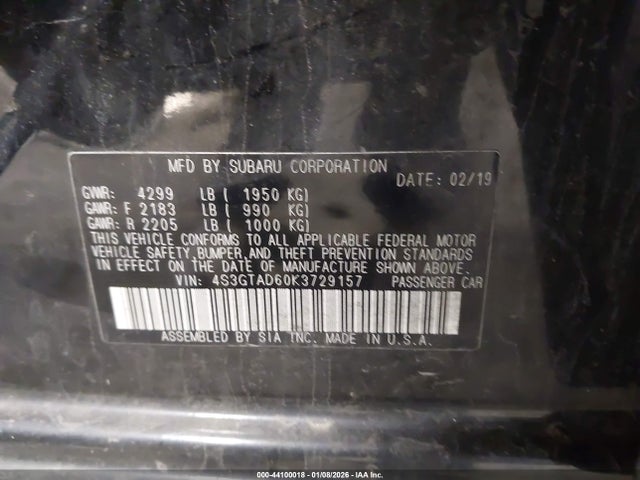 MFD BY SUBARU CORPORATION
DATE: 02/19
GVWR: 4299 LB ( 1950 KG)
GAWR: F 2183 LB ( 990 KG)
GAWR: R 2205 LB ( 1000 KG)
THIS VEHICLE CONFORMS TO ALL APPLICABLE FEDERAL MOTOR
VEHICLE SAFETY, BUMPER, AND THEFT PREVENTION STANDARDS
IN EFFECT ON THE DATE OF MANUFACTURE SHOWN ABOVE.
VIN: 4S3GTAD60K3729157 PASSENGER CAR
ASSEMBLED BY SIA INC. MADE IN U.S.A.
000-44100018 - 01/08/2026 - IAA Inc.